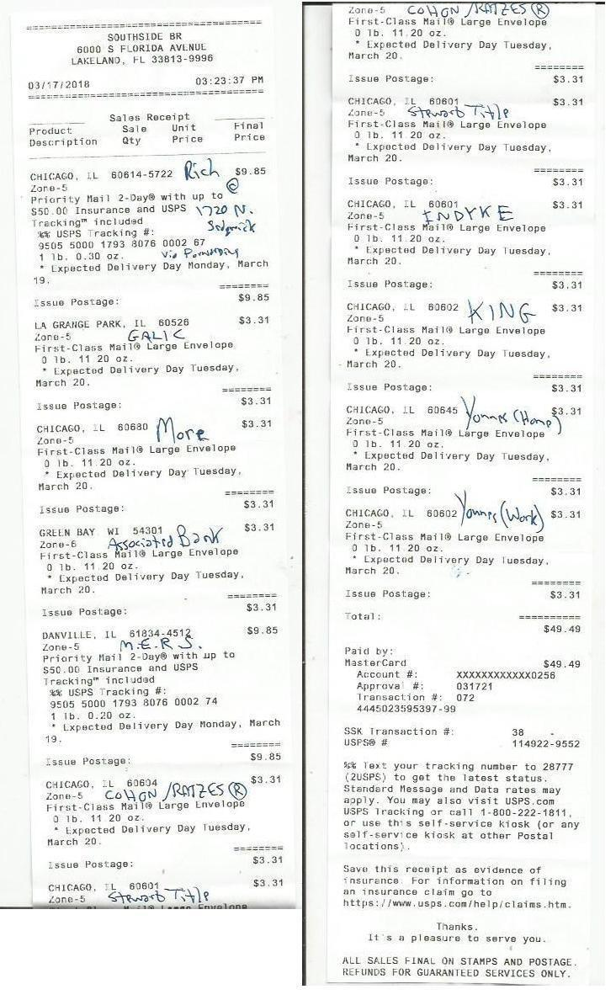 ================================
SOUTHSIDE BR
6000 S FLORIDA AVENUE
LAKELAND, FL 33813-9996
03/17/2018 03:23:37 PM
================================
Sales Receipt
Product Sale Unit Final
Description Qty Price Price
CHICAGO, IL 60614-5722 Rich $9.85
Zone-5 @
Priority Mail 2-Day® with up to
$50.00 Insurance and USPS 1720 N.
Tracking™ included Sedgwick
%% USPS Tracking #:
9505 5000 1793 8076 0002 67
1 lb. 0.30 oz. via Forwarding
* Expected Delivery Day Monday, March
19.
========
Issue Postage: $9.85
LA GRANGE PARK, IL 60526 $3.31
Zone-5 GALIC
First-Class Mail® Large Envelope
0 lb. 11.20 oz.
* Expected Delivery Day Tuesday,
March 20.
========
Issue Postage: $3.31
CHICAGO, IL 60680 More $3.31
Zone-5
First-Class Mail® Large Envelope
0 lb. 11.20 oz.
* Expected Delivery Day Tuesday,
March 20.
========
Issue Postage: $3.31
GREEN BAY WI 54301 $3.31
Zone-6 Associated Bank
First-Class Mail® Large Envelope
0 lb. 11.20 oz.
* Expected Delivery Day Tuesday,
March 20.
========
Issue Postage: $3.31
DANVILLE, IL 61834-4512 $9.85
Zone-5 M.E.R.S.
Priority Mail 2-Day® with up to
$50.00 Insurance and USPS
Tracking™ included
%% USPS Tracking #:
9505 5000 1793 8076 0002 74
1 lb. 0.20 oz.
* Expected Delivery Day Monday, March
19.
========
Issue Postage: $9.85
CHICAGO, IL 60604 $3.31
Zone-5 COHON/RAIZES®
First-Class Mail® Large Envelope
0 lb. 11.20 oz.
* Expected Delivery Day Tuesday,
March 20.
========
Issue Postage: $3.31
CHICAGO, IL 60601 $3.31
Zone-5 Stewart Title
First-Class Mail® Large Envelope
Zone-5 COHON/RAIZES®
First-Class Mail® Large Envelope
0 lb. 11.20 oz.
* Expected Delivery Day Tuesday,
March 20.
========
Issue Postage: $3.31
CHICAGO, IL 60601 $3.31
Zone-5 Stewart Title
First-Class Mail® Large Envelope
0 lb. 11.20 oz.
* Expected Delivery Day Tuesday,
March 20.
========
Issue Postage: $3.31
CHICAGO, IL 60601 $3.31
Zone-5 INDYKE
First-Class Mail® Large Envelope
0 lb. 11.20 oz.
* Expected Delivery Day Tuesday,
March 20.
========
Issue Postage: $3.31
CHICAGO, IL 60602 KING $3.31
Zone-5
First-Class Mail® Large Envelope
0 lb. 11.20 oz.
* Expected Delivery Day Tuesday,
March 20.
========
Issue Postage: $3.31
CHICAGO, IL 60645 Younes (Home) $3.31
Zone-5
First-Class Mail® Large Envelope
0 lb. 11.20 oz.
* Expected Delivery Day Tuesday,
March 20.
========
Issue Postage: $3.31
CHICAGO, IL 60602 Younes (Work) $3.31
Zone-5
First-Class Mail® Large Envelope
0 lb. 11.20 oz.
* Expected Delivery Day Tuesday,
March 20.
========
Issue Postage: $3.31
Total: ==========
$49.49
Paid by:
MasterCard $49.49
Account #: XXXXXXXXXXXX0256
Approval #: 031721
Transaction #: 072
4445023595397-99
SSK Transaction #: 38
USPS® # 114922-9552
%% Text your tracking number to 28777
(2USPS) to get the latest status.
Standard Message and Data rates may
apply. You may also visit USPS.com
USPS Tracking or call 1-800-222-1811,
or use this self-service kiosk (or any
self-service kiosk at other Postal
locations).
Save this receipt as evidence of
insurance. For information on filing
an insurance claim go to
https://www.usps.com/help/claims.htm.
Thanks.
It's a pleasure to serve you.
ALL SALES FINAL ON STAMPS AND POSTAGE.
REFUNDS FOR GUARANTEED SERVICES ONLY.